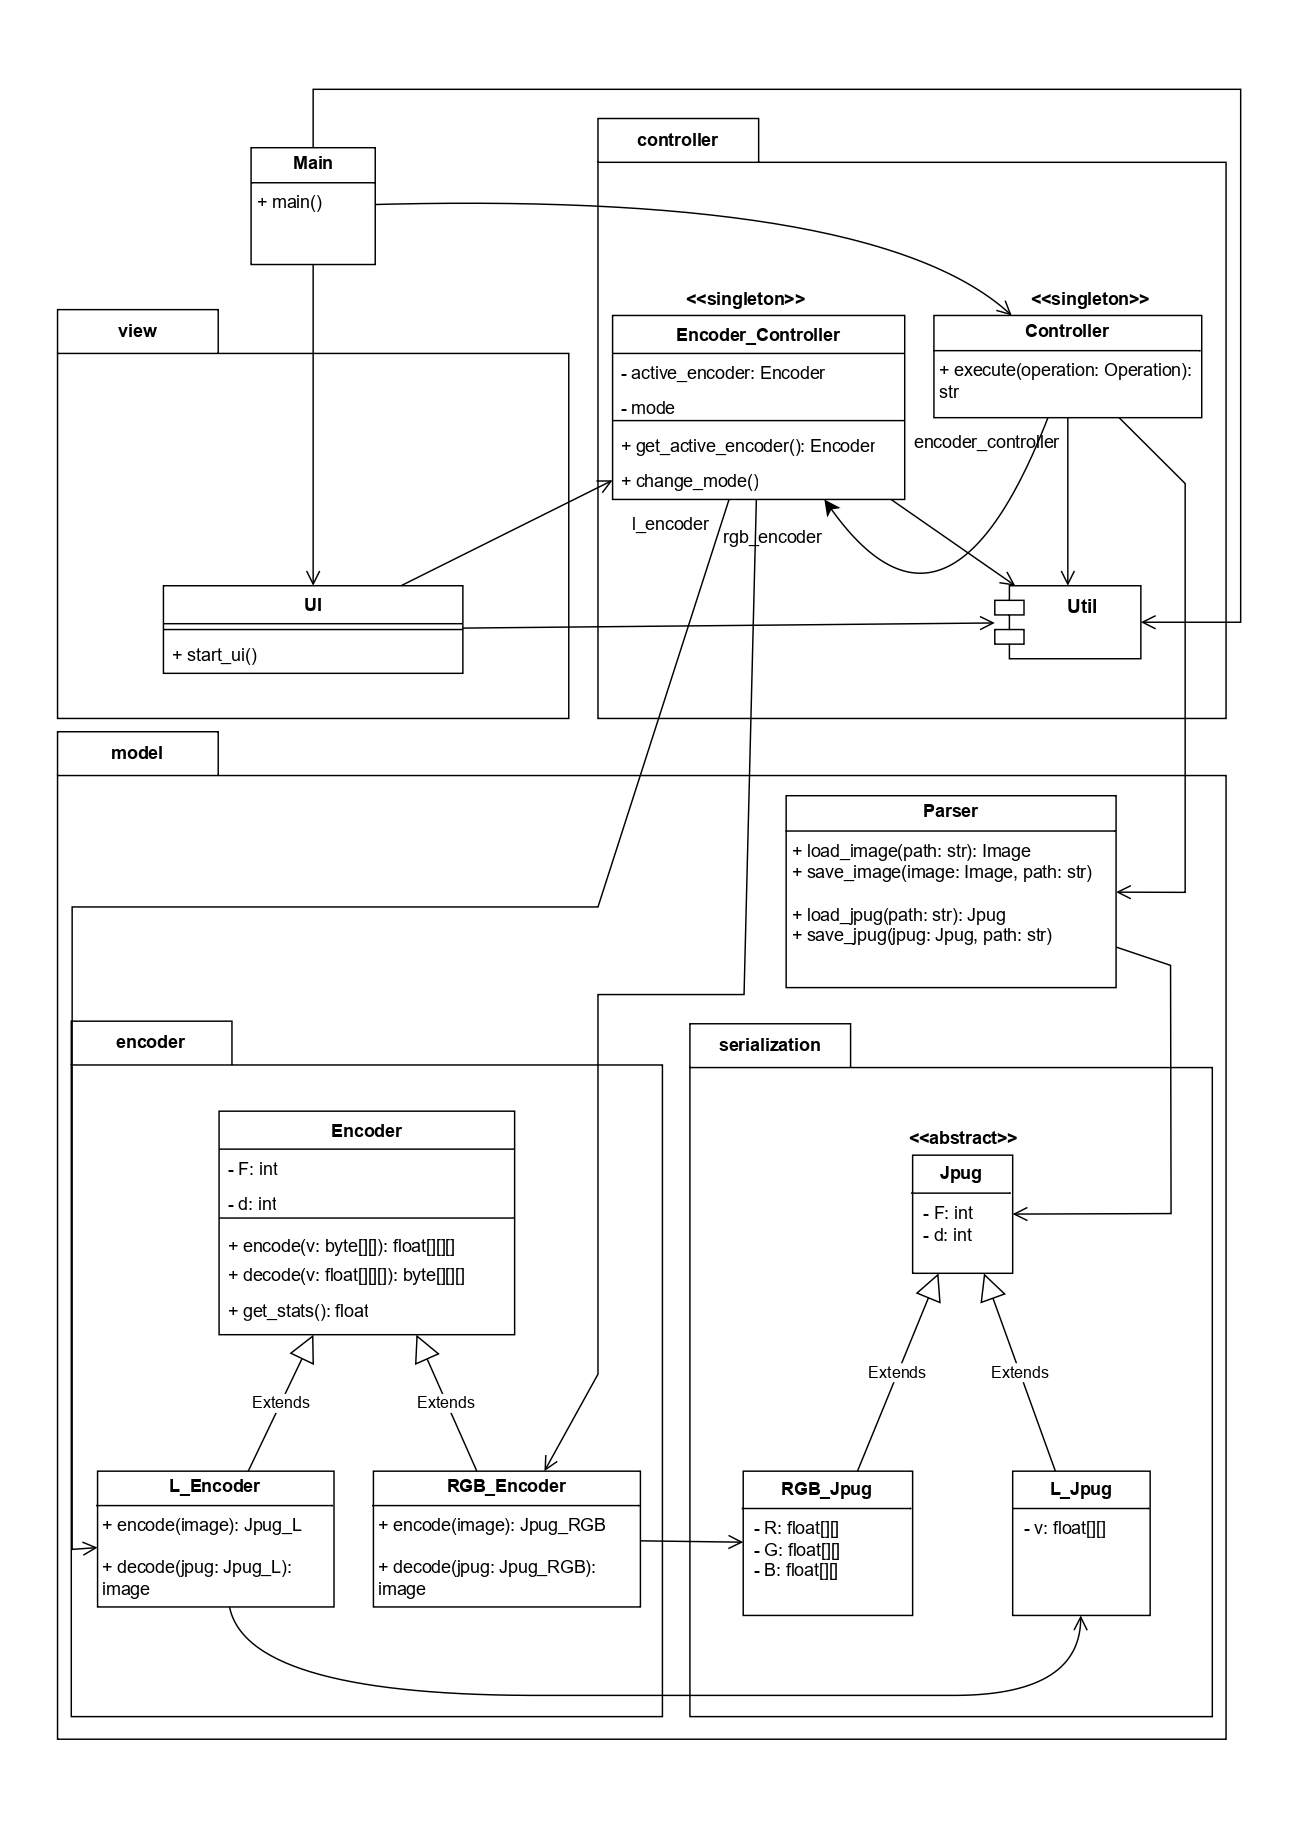 controller
Main
+ main()
<<singleton>>
<<singleton>>
view
Encoder_Controller
Controller
- active_encoder: Encoder
- mode
+ execute(operation: Operation):
str
+ get_active_encoder(): Encoder
+ change_mode()
encoder_controller
l_encoder
rgb_encoder
UI
+ start_ui()
Util
model
Parser
+ load_image(path: str): Image
+ save_image(image: Image, path: str)
+ load_jpug(path: str): Jpug
+ save_jpug(jpug: Jpug, path: str)
encoder
serialization
Encoder
- F: int
- d: int
+ encode(v: byte[][]): float[][][]
+ decode(v: float[][][]): byte[][][]
+ get_stats(): float
<<abstract>>
Jpug
- F: int
- d: int
Extends
Extends
Extends
Extends
L_Encoder
+ encode(image): Jpug_L
+ decode(jpug: Jpug_L):
image
RGB_Encoder
+ encode(image): Jpug_RGB
+ decode(jpug: Jpug_RGB):
image
RGB_Jpug
- R: float[][]
- G: float[][]
- B: float[][]
L_Jpug
- v: float[][]